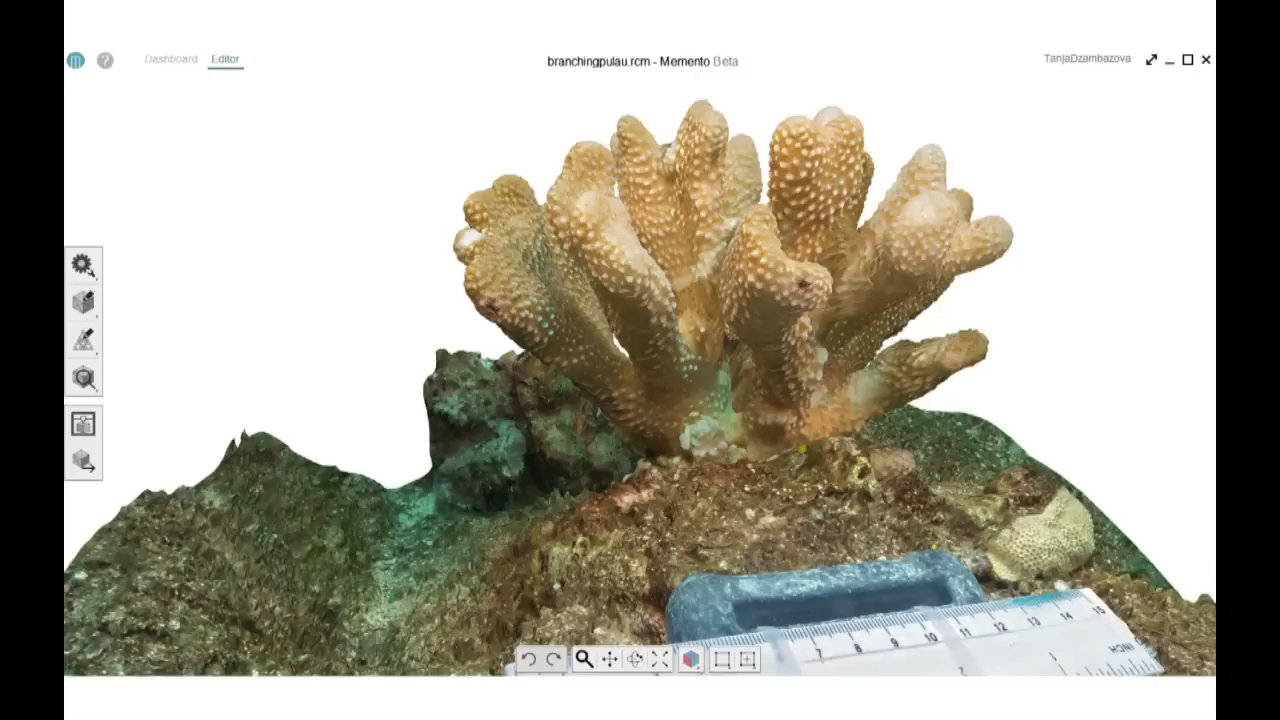 Dashboard Editor branchingpulau.rcm - Memento Beta TanjaDzambazova
7 8 9 10 11 12 13 14 15
INCH